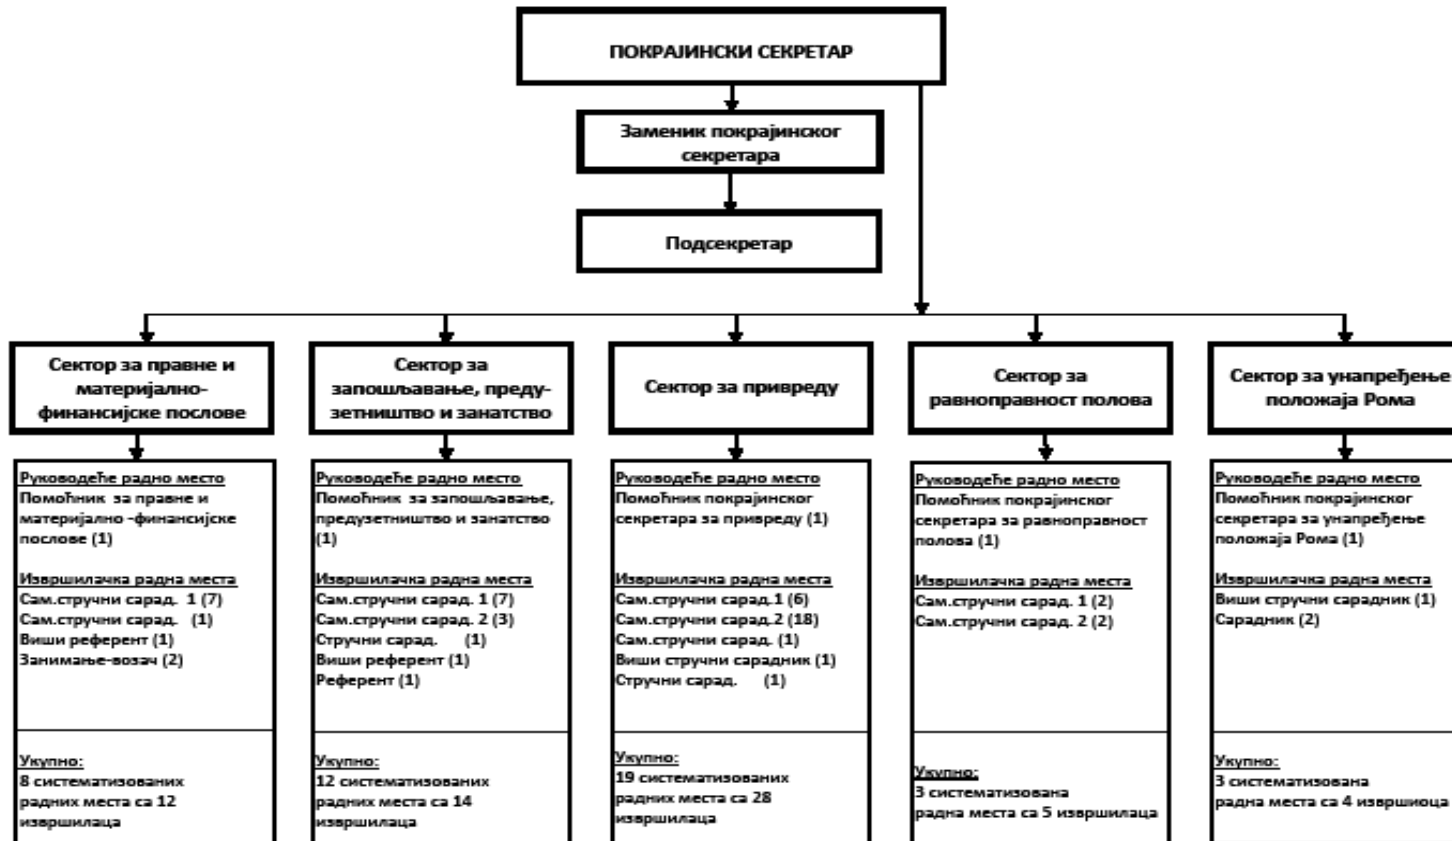 ПОКРАЈИНСКИ СЕКРЕТАР
Заменик покрајинског
секретара
Подсекретар
Сектор за правне и
материјално-
финансијске послове
Сектор за
запошљавање, преду-
зетништво и занатство
Сектор за привреду
Сектор за
равноправност полова
Сектор за унапређење
положаја Рома
Руководеће радно место
Помоћник за правне и
материјално -финансијске
послове (1)
Извршилачка радна места
Сам.стручни сарад. 1 (7)
Сам.стручни сарад. (1)
Виши референт (1)
Занимање-возач (2)
Укупно:
8 систематизованих
радних места са 12
извршилаца
Руководеће радно место
Помоћник за запошљавање,
предузетништво и занатство
(1)
Извршилачка радна места
Сам.стручни сарад. 1 (7)
Сам.стручни сарад. 2 (3)
Стручни сарад. (1)
Виши референт (1)
Референт (1)
Укупно:
12 систематизованих
радних места са 14
извршилаца
Руководеће радно место
Помоћник покрајинског
секретара за привреду (1)
Извршилачка радна места
Сам.стручни сарад.1 (6)
Сам.стручни сарад.2 (18)
Сам.стручни сарад. (1)
Виши стручни сарадник (1)
Стручни сарад. (1)
Укупно:
19 систематизованих
радних места са 28
извршилаца
Руководеће радно место
Помоћник покрајинског
секретара за равноправност
полова (1)
Извршилачка радна места
Сам.стручни сарад. 1 (2)
Сам.стручни сарад. 2 (2)
Укупно:
3 систематизована
радна места са 5 извршилаца
Руководеће радно место
Помоћник покрајинског
секретара за унапређење
положаја Рома (1)
Извршилачка радна места
Виши стручни сарадник (1)
Сарадник (2)
Укупно:
3 систематизована
радна места са 4 извршиоца